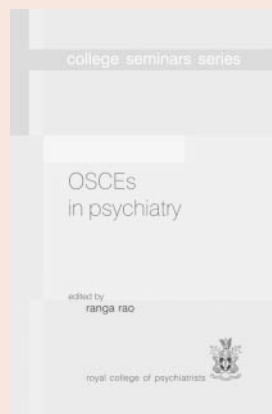 college seminars series
OSCEs
in psychiatry
edited by
ranga rao
royal college of psychiatrists